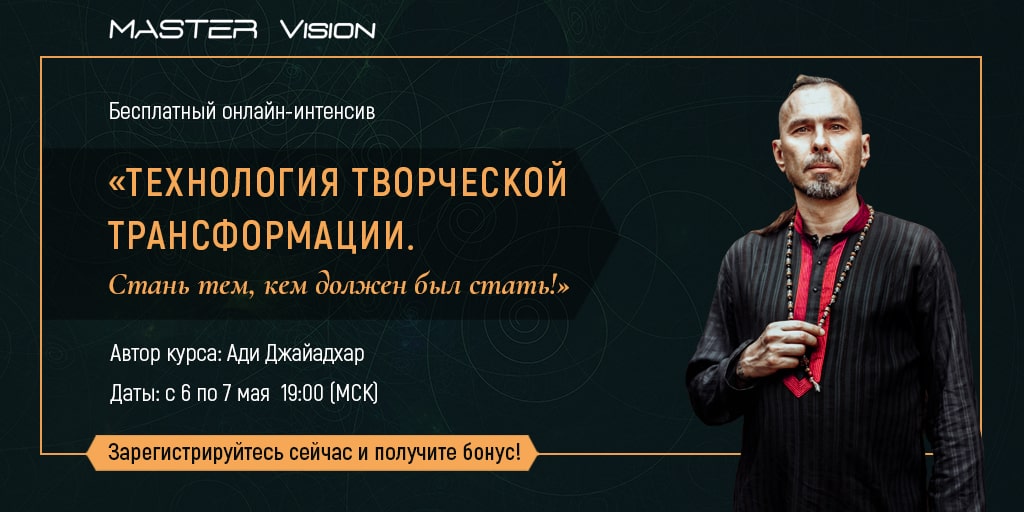 MASTER VISION
Бесплатный онлайн-интенсив
«ТЕХНОЛОГИЯ ТВОРЧЕСКОЙ
ТРАНСФОРМАЦИИ.
Стань тем, кем должен был стать!»
Автор курса: Ади Джайадхар
Даты: с 6 по 7 мая 19:00 (МСК)
Зарегистрируйтесь сейчас и получите бонус!